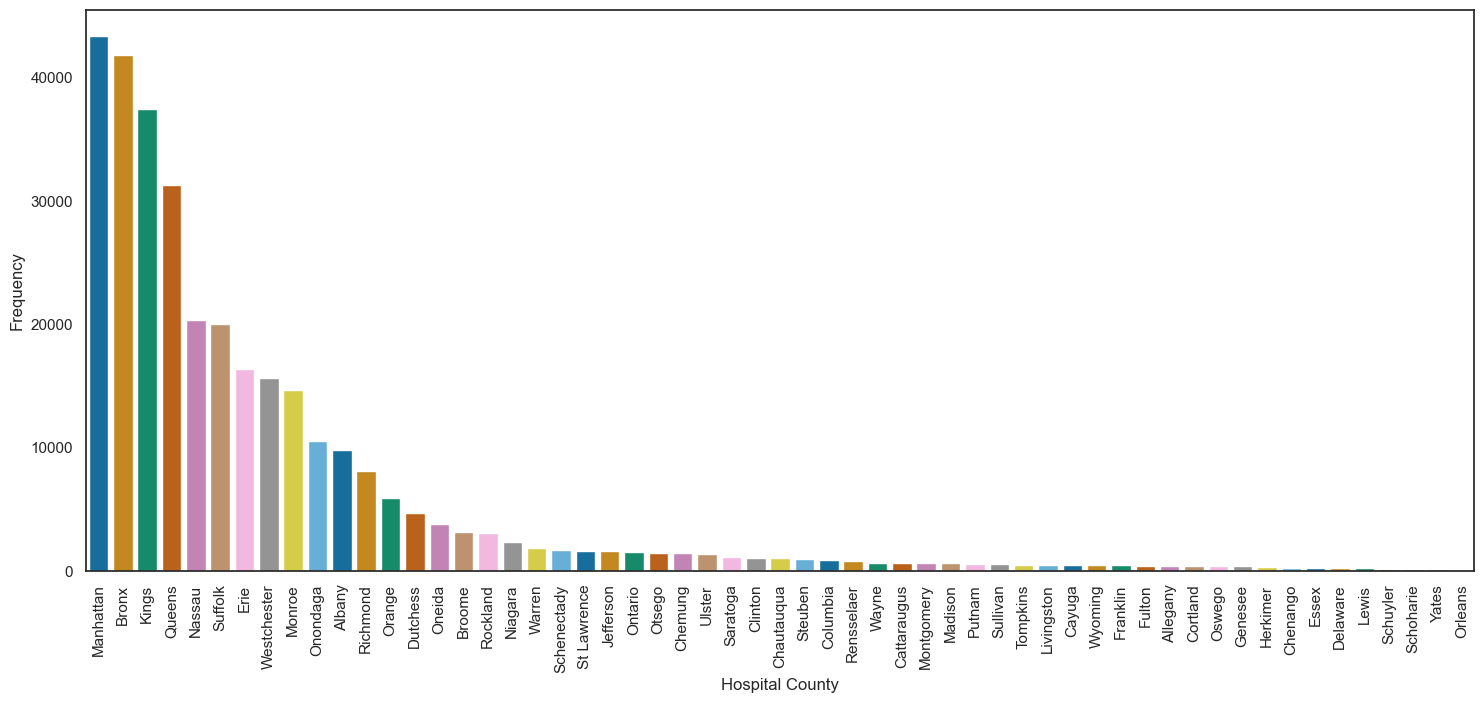 Frequency
40000
30000
20000
10000
0
Manhattan
Bronx
Kings
Queens
Nassau
Suffolk
Erie
Westchester
Monroe
Onondaga
Albany
Richmond
Orange
Dutchess
Oneida
Broome
Rockland
Niagara
Warren
Schenectady
St Lawrence
Jefferson
Ontario
Otsego
Chemung
Ulster
Saratoga
Clinton
Chautauqua
Steuben
Columbia
Rensselaer
Wayne
Cattaraugus
Montgomery
Madison
Putnam
Sullivan
Tompkins
Livingston
Cayuga
Wyoming
Franklin
Fulton
Allegany
Cortland
Oswego
Genesee
Herkimer
Chenango
Essex
Delaware
Lewis
Schuyler
Schoharie
Yates
Orleans
Hospital County